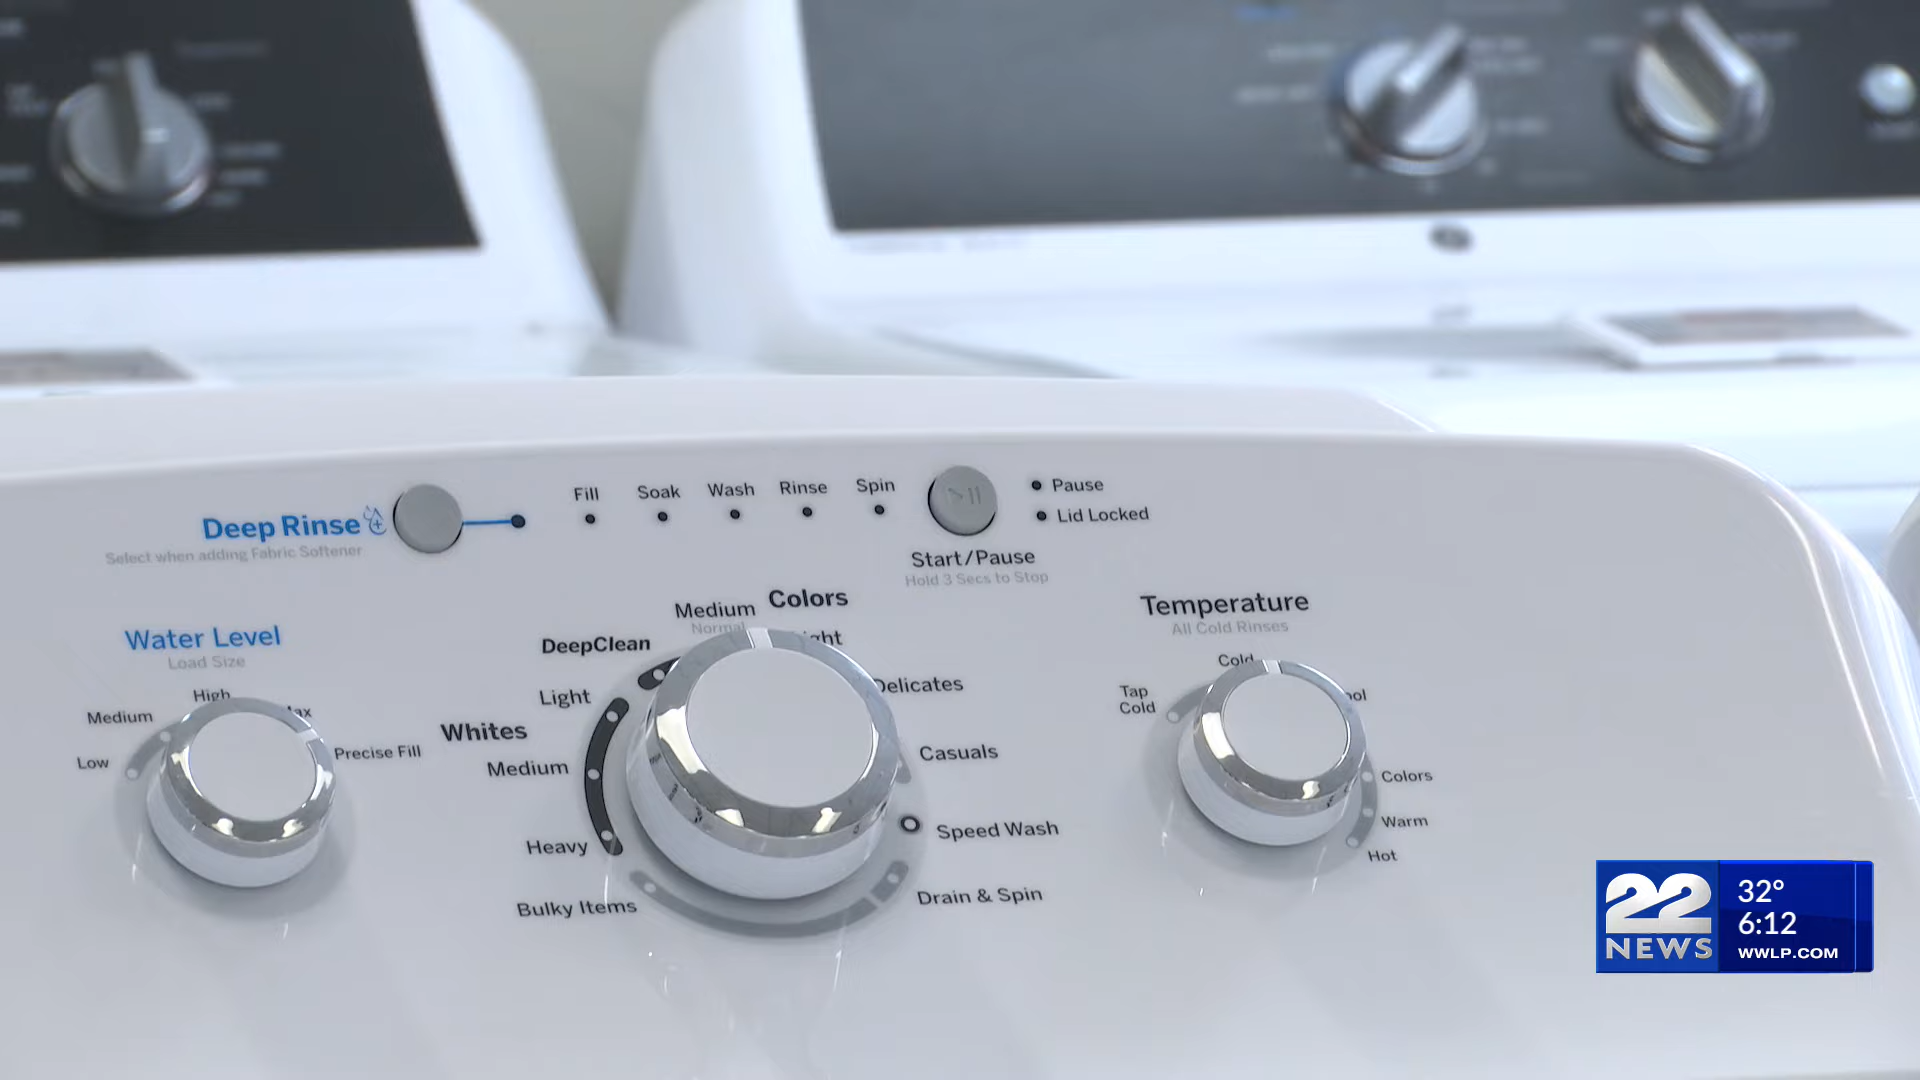 Deep Rinse
Select when adding Fabric Softener
Fill
Soak
Wash
Rinse
Spin
Start/Pause
Hold 3 Secs to Stop
Pause
Lid Locked
Water Level
Load Size
Low
Medium
High
Precise Fill
Colors
Medium
Normal
DeepClean
Light
Whites
Medium
Heavy
Bulky Items
Casuals
Speed Wash
Drain & Spin
Temperature
All Cold Rinses
Tap
Cold
Cold
Colors
Warm
Hot
22
NEWS
32°
6:12
WWLP.COM